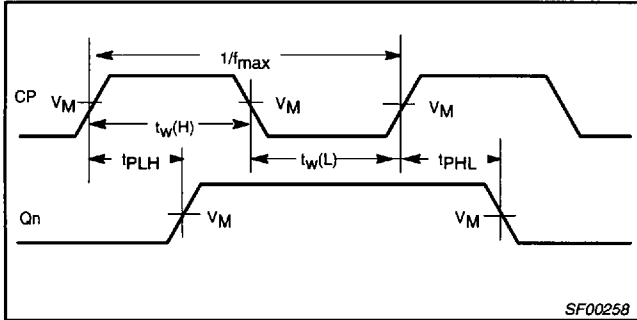 1/fmax
CP VM VM VM
tw(H)
tPLH tw(L) tPHL
Qn VM VM
SF00258